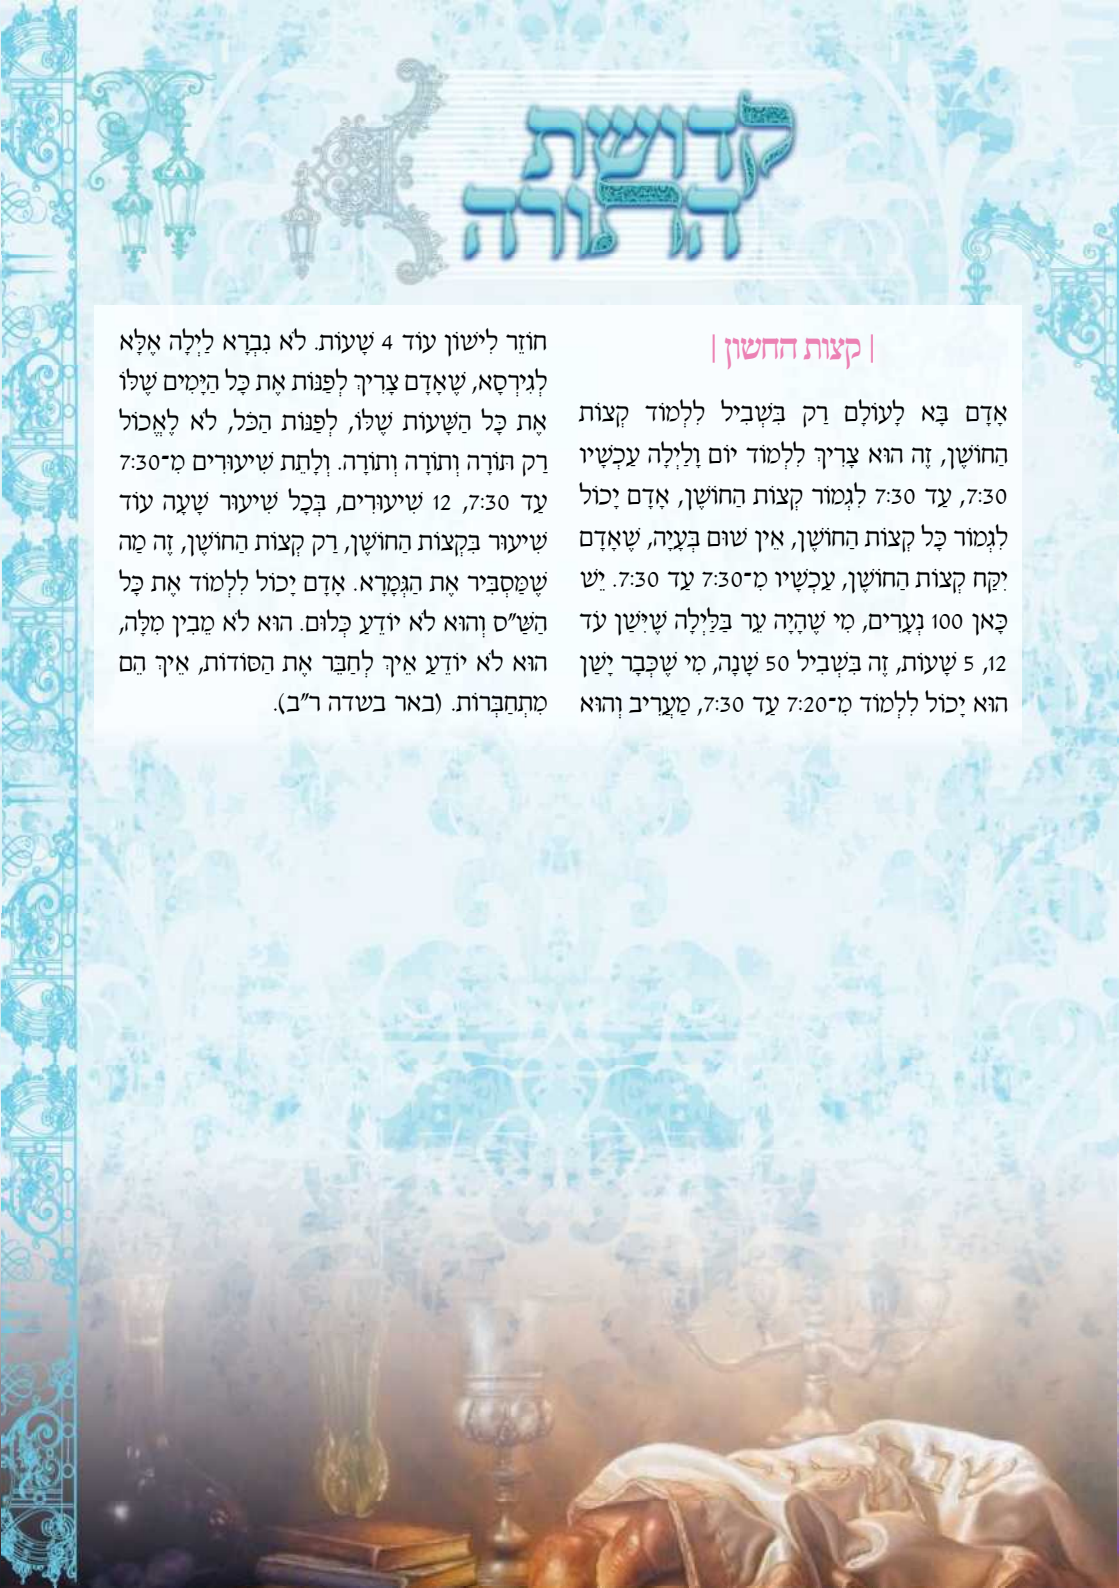 קדושת
התורה
| קצות החשון |
אָדָם בָּא לָעוֹלָם רַק בִּשְׁבִיל לִלְמוֹד קְצוֹת
הַחוֹשֶׁן, זֶה הוּא צָרִיךְ לִלְמוֹד יוֹם וָלַיְלָה עַכְשָׁיו
7:30, עַד 7:30 לִגְמוֹר קְצוֹת הַחוֹשֶׁן, אָדָם יָכוֹל
לִגְמוֹר כָּל קְצוֹת הַחוֹשֶׁן, אֵין שׁוּם בְּעָיָה, שֶׁאָדָם
יִקַּח קְצוֹת הַחוֹשֶׁן, עַכְשָׁיו מִ־7:30 עַד 7:30. יֵשׁ
כָּאן 100 נְעָרִים, מִי שֶׁהָיָה עֵר בַּלַּיְלָה שֶׁיִּישַׁן עֹד
12, 5 שָׁעוֹת, זֶה בִּשְׁבִיל 50 שָׁנָה, מִי שֶׁכְּבָר יָשַׁן
הוּא יָכוֹל לִלְמוֹד מִ־7:20 עַד 7:30, מַעֲרִיב וְהוּא
חוֹזֵר לִישׁוֹן עוֹד 4 שָׁעוֹת. לֹא נִבְרָא לַיְלָה אֶלָּא
לְגִירְסָא, שֶׁאָדָם צָרִיךְ לְפַנּוֹת אֶת כָּל הַיָּמִים שֶׁלּוֹ
אֶת כָּל הַשָּׁעוֹת שֶׁלּוֹ, לְפַנּוֹת הַכֹּל, לֹא לֶאֱכוֹל
רַק תּוֹרָה וְתוֹרָה וְתוֹרָה. וְלָתֵת שִׁיעוּרִים מִ־7:30
עַד 7:30, 12 שִׁיעוּרִים, בְּכָל שִׁיעוּר שָׁעָה עוֹד
שִׁיעוּר בִּקְצוֹת הַחוֹשֶׁן, רַק קְצוֹת הַחוֹשֶׁן, זֶה מַה
שֶׁמַּסְבִּיר אֶת הַגְּמָרָא. אָדָם יָכוֹל לִלְמוֹד אֶת כָּל
הַשַּׁ"ס וְהוּא לֹא יוֹדֵעַ כְּלוּם. הוּא לֹא מֵבִין מִלָּה,
הוּא לֹא יוֹדֵעַ אֵיךְ לְחַבֵּר אֶת הַסּוֹדוֹת, אֵיךְ הֵם
מִתְחַבְּרוֹת. (באר בשדה ר"ב).